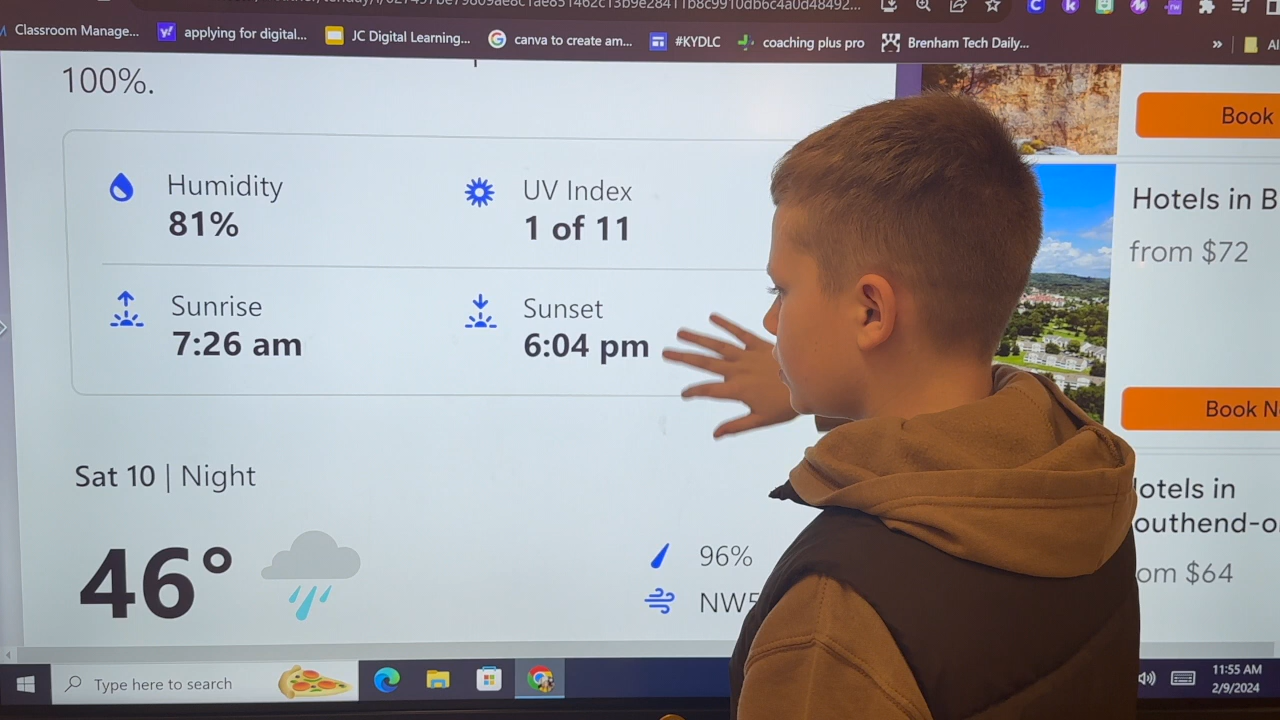 Classroom Manage...
applying for digital...
JC Digital Learning...
canva to create am...
#KYDLC
coaching plus pro
Brenham Tech Daily...
»
100%.
Book
Humidity
81%
UV Index
1 of 11
Hotels in B
from $72
Sunrise
7:26 am
Sunset
6:04 pm
Book N
Sat 10 | Night
46°
96%
NW5
otels in
outhend-o
om $64
Type here to search
11:55 AM
2/9/2024